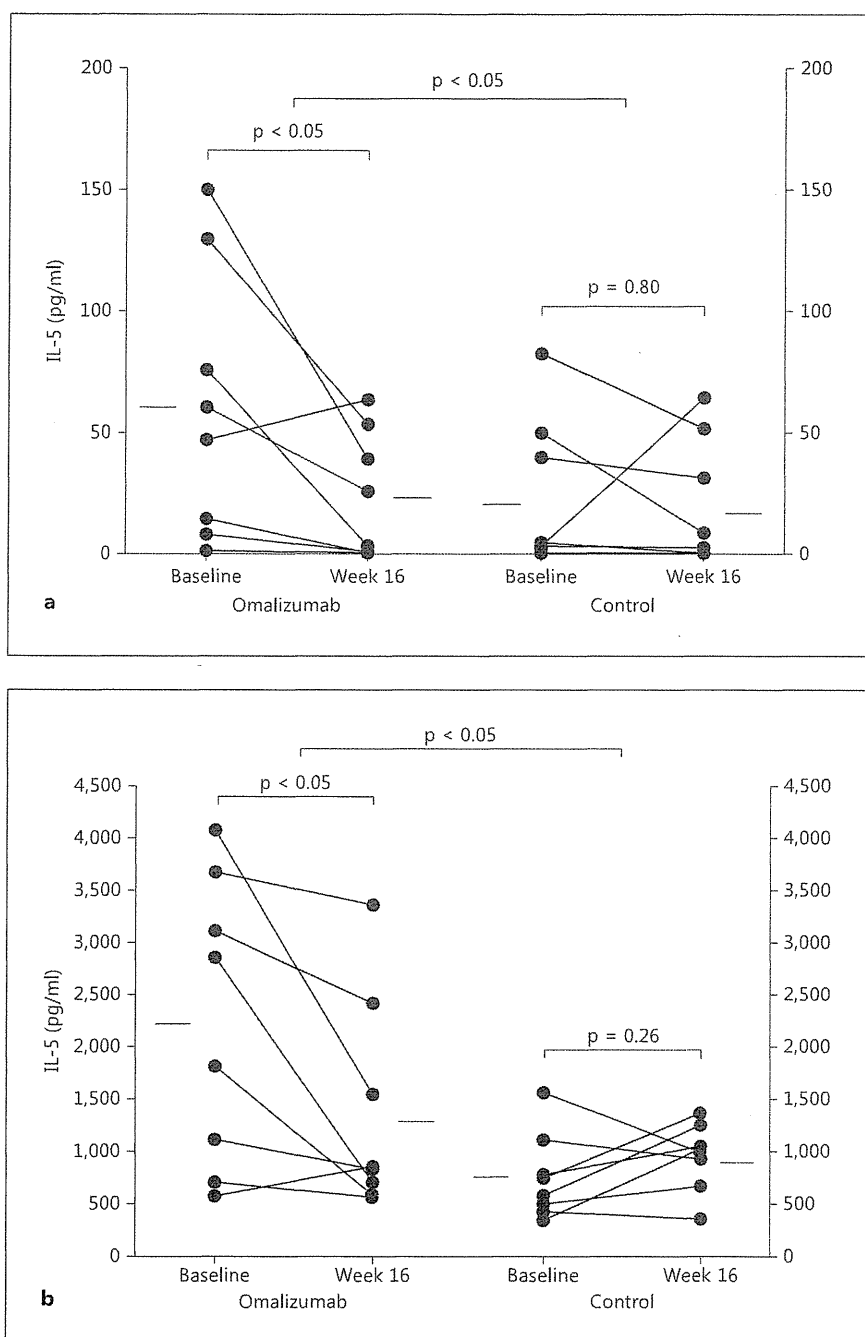 200 200
p < 0.05
p < 0.05
150 150
IL-5 (pg/ml)
100 100
p = 0.80
50 50
0 0
Baseline Week 16 Baseline Week 16
a Omalizumab Control
p < 0.05
4,500 p < 0.05 4,500
4,000 4,000
3,500 3,500
3,000 3,000
IL-5 (pg/ml)
2,500 2,500
2,000 p = 0.26 2,000
1,500 1,500
1,000 1,000
500 500
0 0
Baseline Week 16 Baseline Week 16
b Omalizumab Control